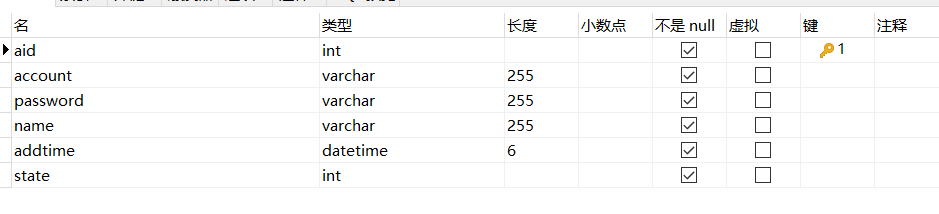 名 类型 长度 小数点 不是 null 虚拟 键 注释
aid int 1
account varchar 255
password varchar 255
name varchar 255
addtime datetime 6
state int